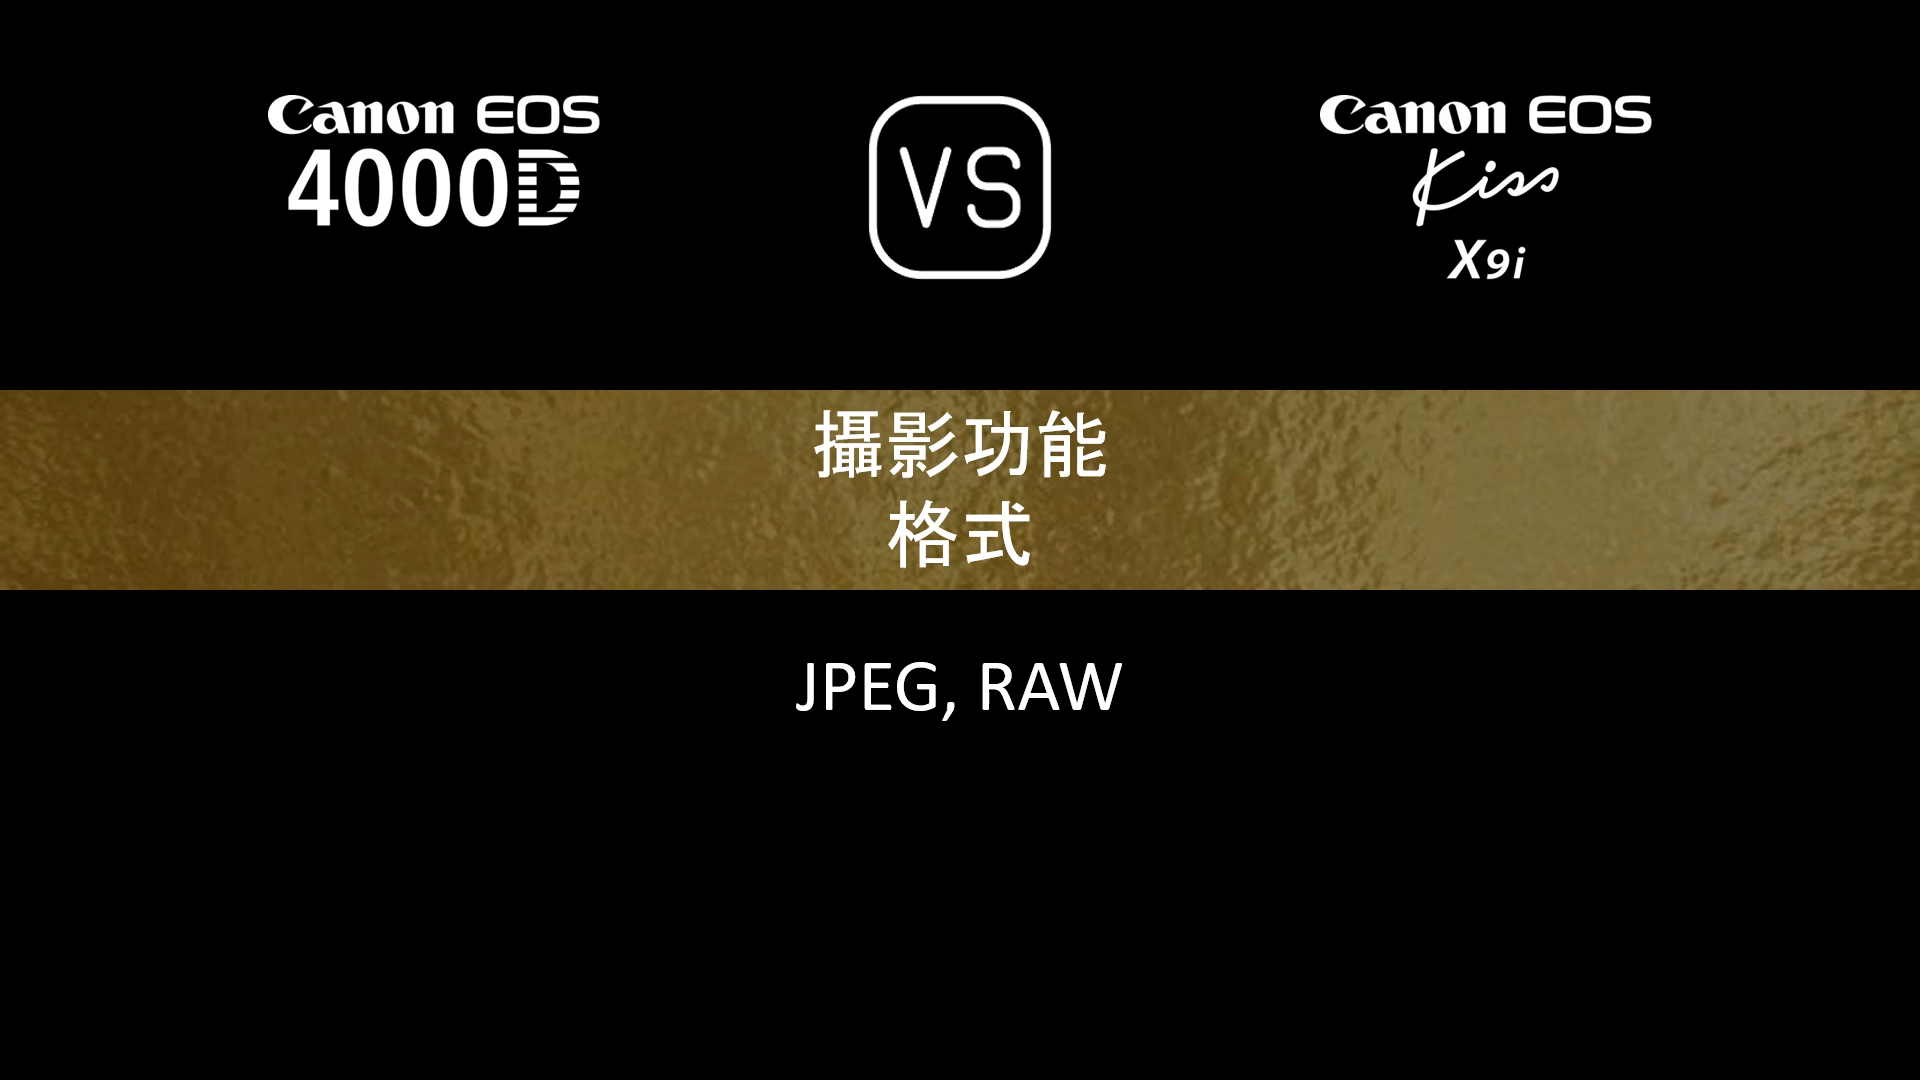 Canon EOS
4000D
VS
Canon EOS
Kiss
X9i
攝影功能
格式
JPEG, RAW